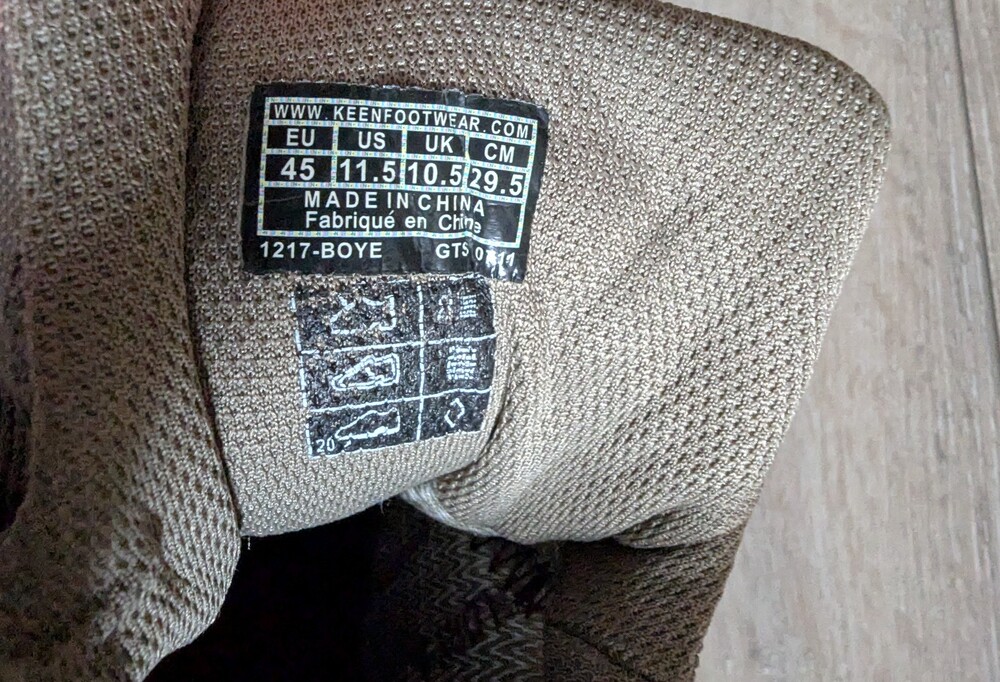 WWW.KEENFOOTWEAR.COM
EU US UK CM
45 11.5 10.5 29.5
MADE IN CHINA
Fabriqué en Chine
1217-BOYE GTS
20